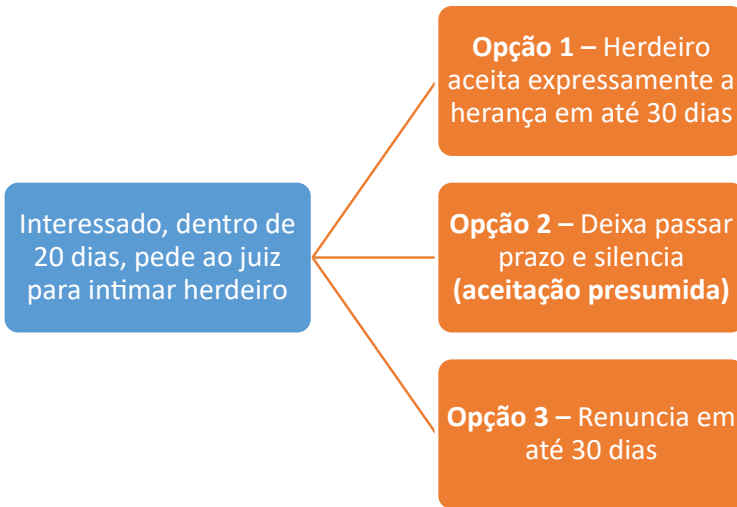 Interessado, dentro de
20 dias, pede ao juiz
para intimar herdeiro
Opção 1 – Herdeiro
aceita expressamente a
herança em até 30 dias
Opção 2 – Deixa passar
prazo e silencia
(aceitação presumida)
Opção 3 – Renuncia em
até 30 dias